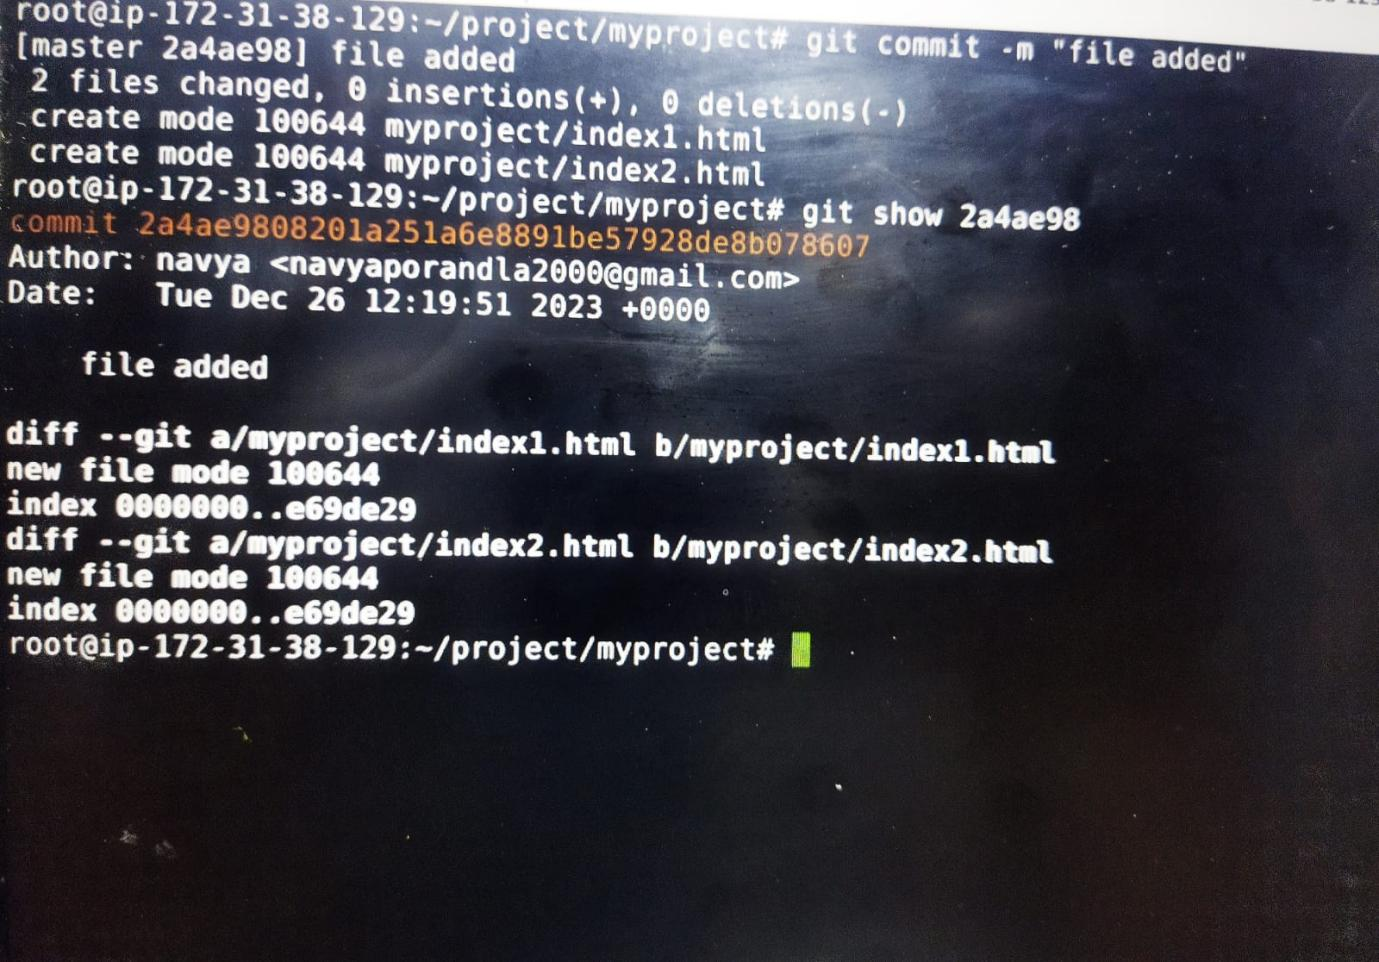 root@ip-172-31-38-129:~/project/myproject# git commit -m "file added"
[master 2a4ae98] file added
 2 files changed, 0 insertions(+), 0 deletions(-)
 create mode 100644 myproject/index1.html
 create mode 100644 myproject/index2.html
root@ip-172-31-38-129:~/project/myproject# git show 2a4ae98
commit 2a4ae9808201a251a6e8891be57928de8b078607
Author: navya <navyaporandla2000@gmail.com>
Date:   Tue Dec 26 12:19:51 2023 +0000
    file added
diff --git a/myproject/index1.html b/myproject/index1.html
new file mode 100644
index 0000000..e69de29
diff --git a/myproject/index2.html b/myproject/index2.html
new file mode 100644
index 0000000..e69de29
root@ip-172-31-38-129:~/project/myproject#